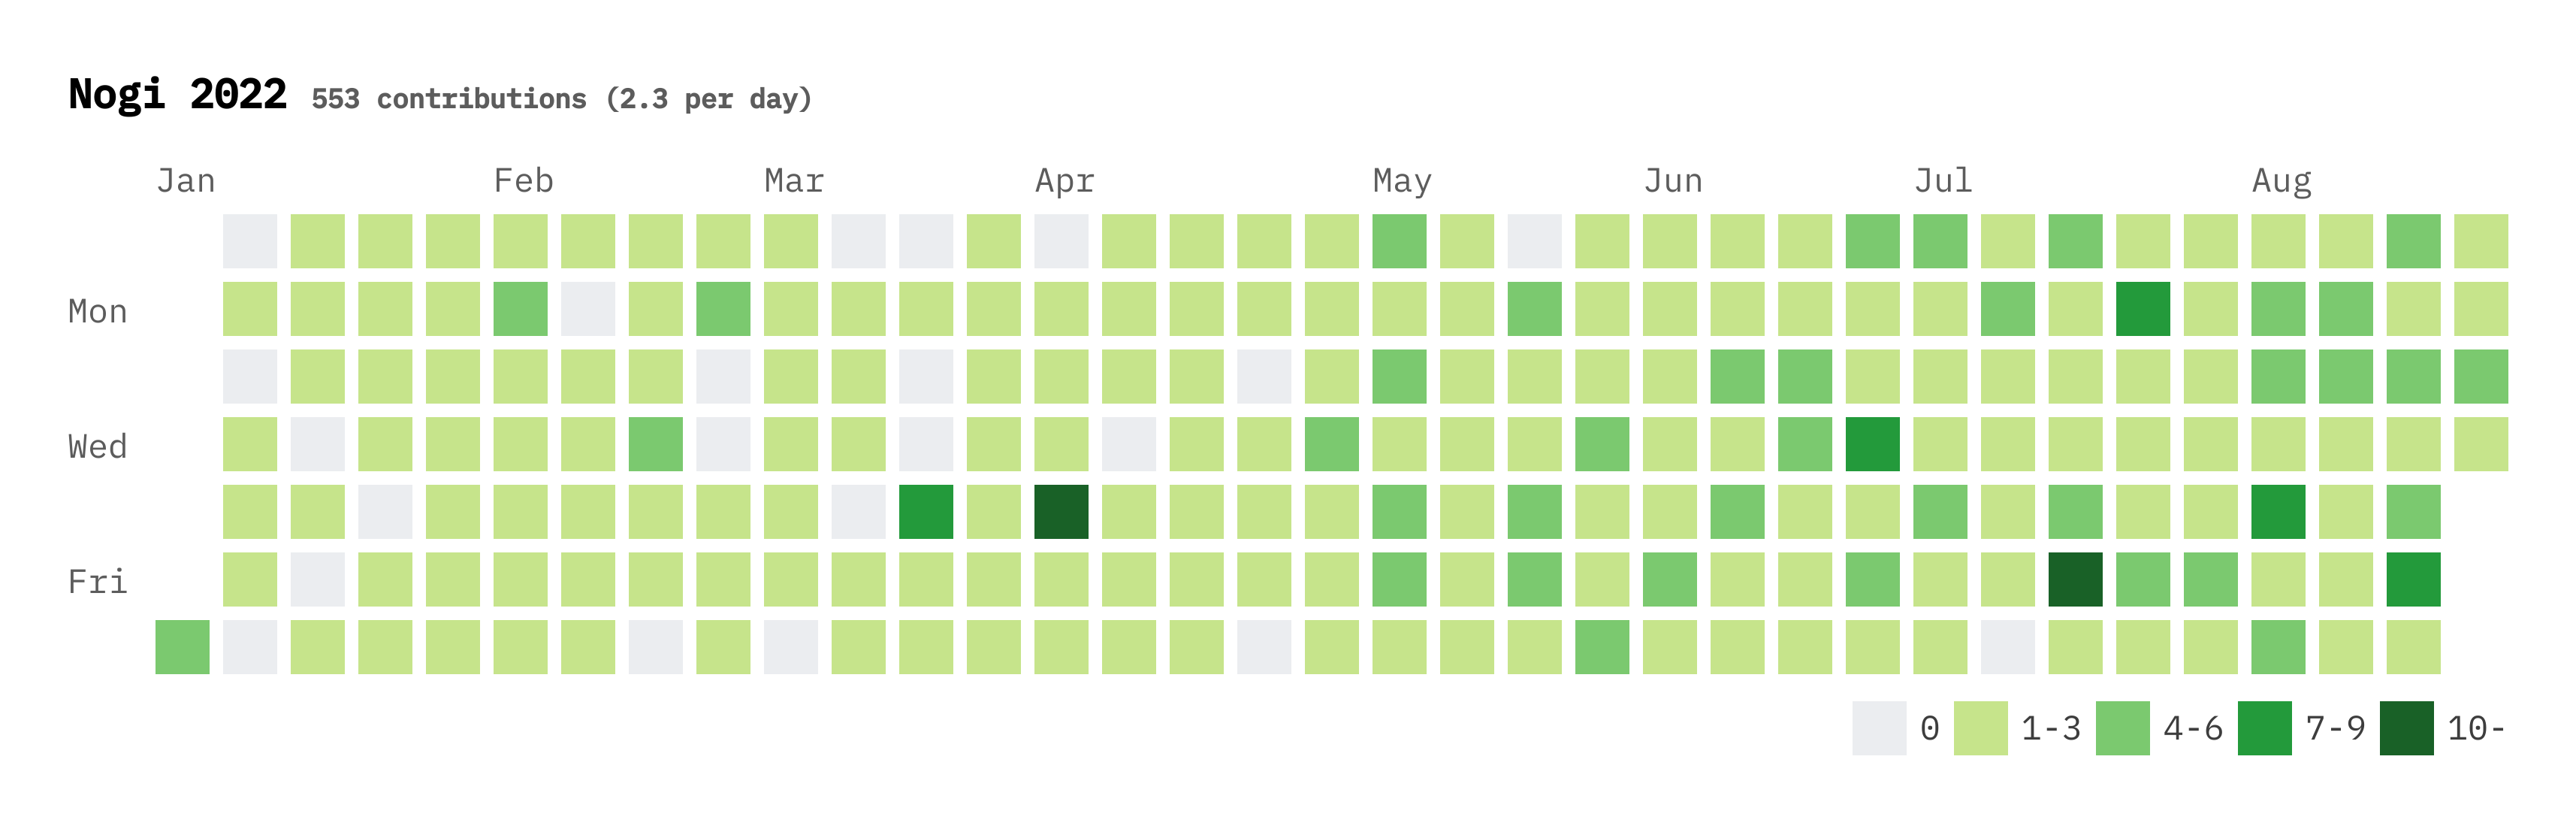 Nogi 2022 553 contributions (2.3 per day)
Jan Feb Mar Apr May Jun Jul Aug
Mon
Wed
Fri
0 1-3 4-6 7-9 10-